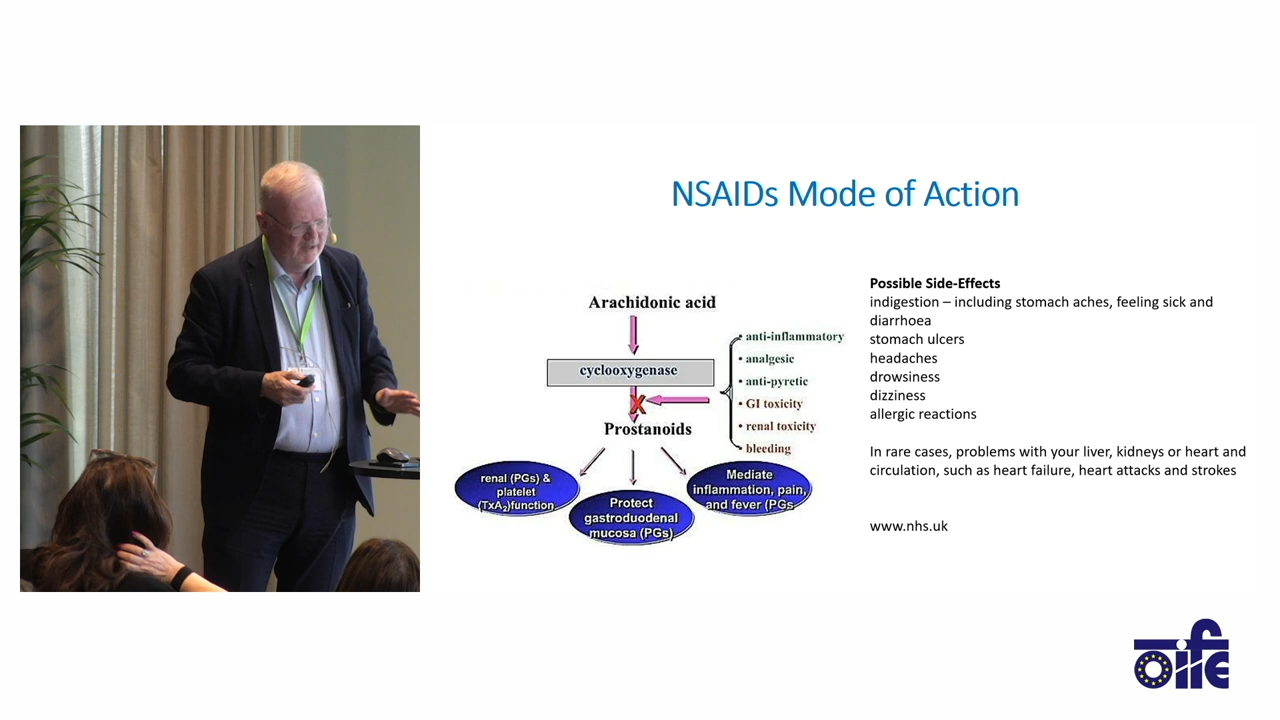 NSAIDs Mode of Action
Arachidonic acid
cyclooxygenase
Prostanoids
• anti-inflammatory
• analgesic
• anti-pyretic
• GI toxicity
• renal toxicity
• bleeding
renal (PGs) &
platelet
(TxA₂)function
Protect
gastroduodenal
mucosa (PGs)
Mediate
inflammation, pain,
and fever (PGs
Possible Side-Effects
indigestion – including stomach aches, feeling sick and
diarrhoea
stomach ulcers
headaches
drowsiness
dizziness
allergic reactions
In rare cases, problems with your liver, kidneys or heart and
circulation, such as heart failure, heart attacks and strokes
www.nhs.uk
oife